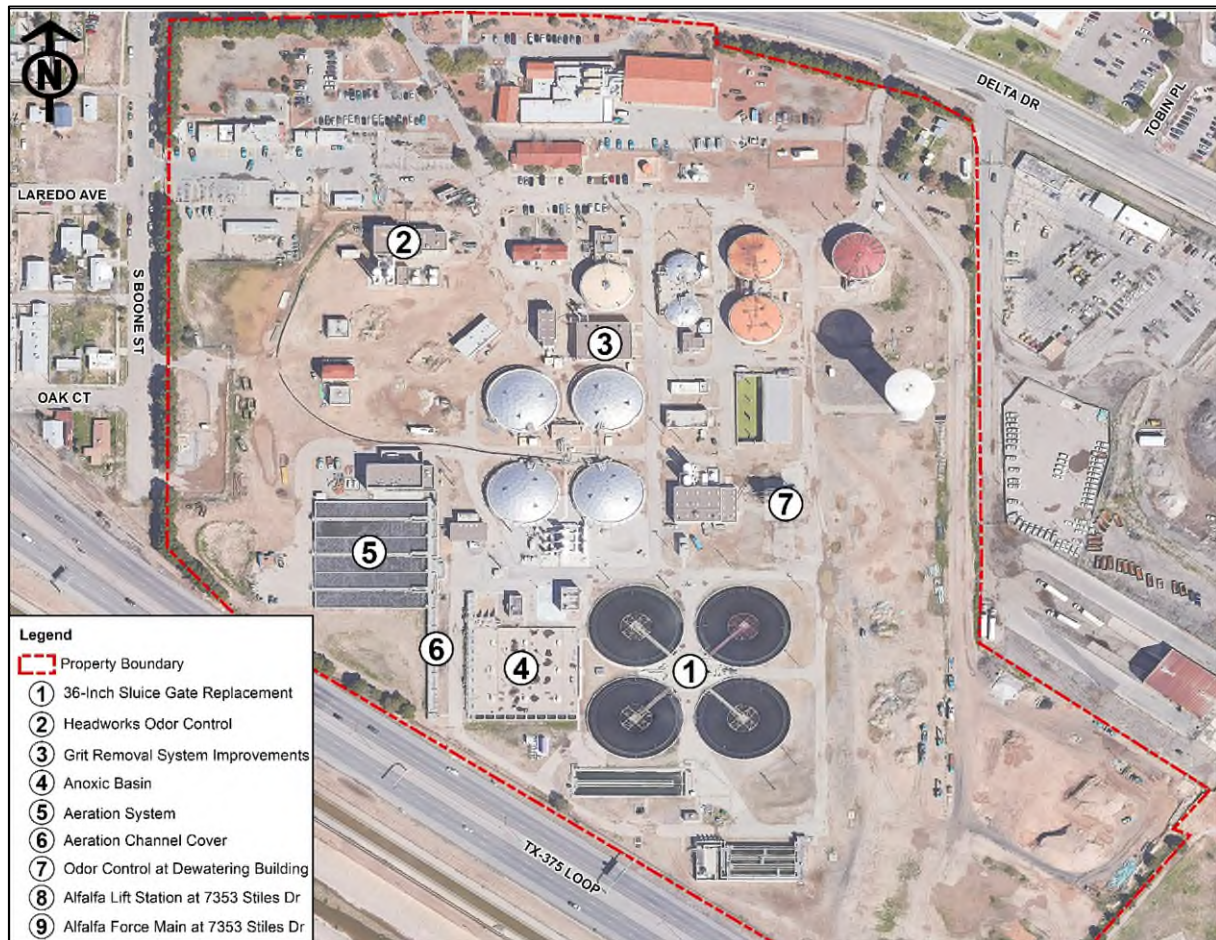 N
DELTA DR
TOBIN PL
LAREDO AVE
S BOONE ST
OAK CT
TX-375 LOOP
2
3
7
5
6
4
1
Legend
Property Boundary
1 36-Inch Sluice Gate Replacement
2 Headworks Odor Control
3 Grit Removal System Improvements
4 Anoxic Basin
5 Aeration System
6 Aeration Channel Cover
7 Odor Control at Dewatering Building
8 Alfalfa Lift Station at 7353 Stiles Dr
9 Alfalfa Force Main at 7353 Stiles Dr